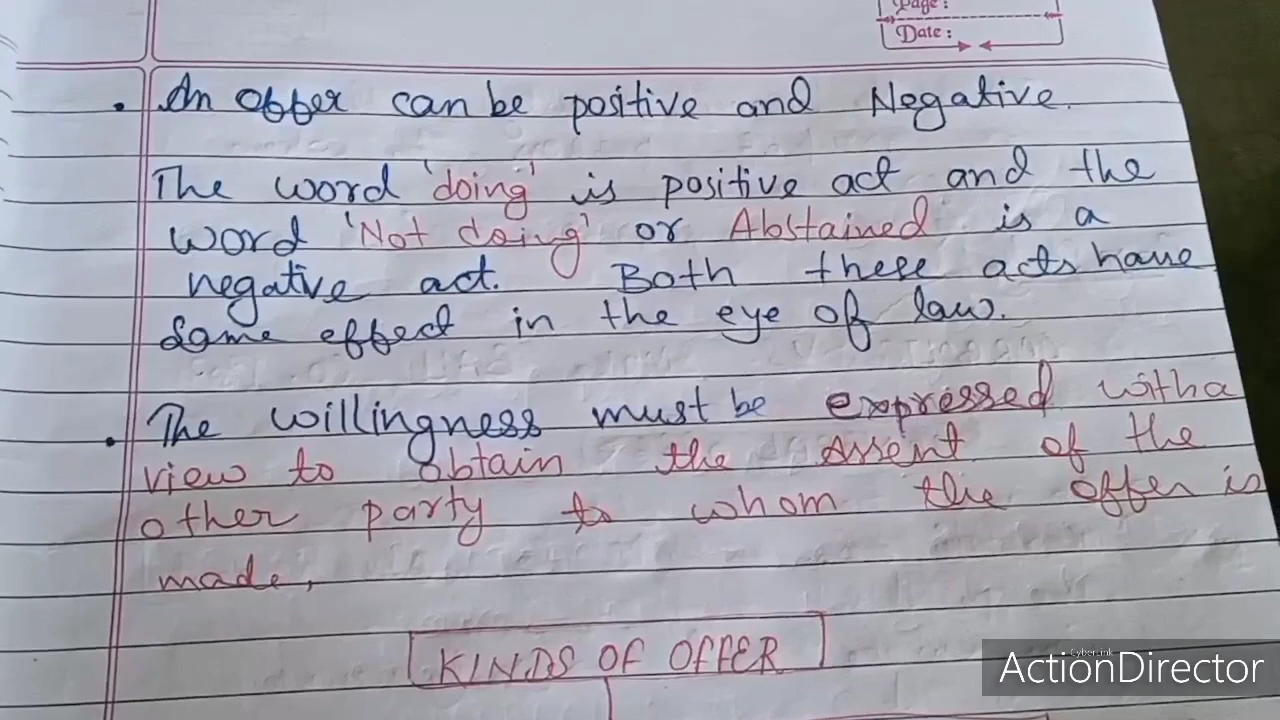 Page :
Date :
• An offer can be positive and Negative.
The word 'doing' is positive act and the
word 'Not doing' or Abstained is a
negative act. Both these acts have
same effect in the eye of law.
• The willingness must be expressed with a
view to obtain the assent of the
other party to whom the offer is
made,
KINDS OF OFFER
CyberLink
ActionDirector